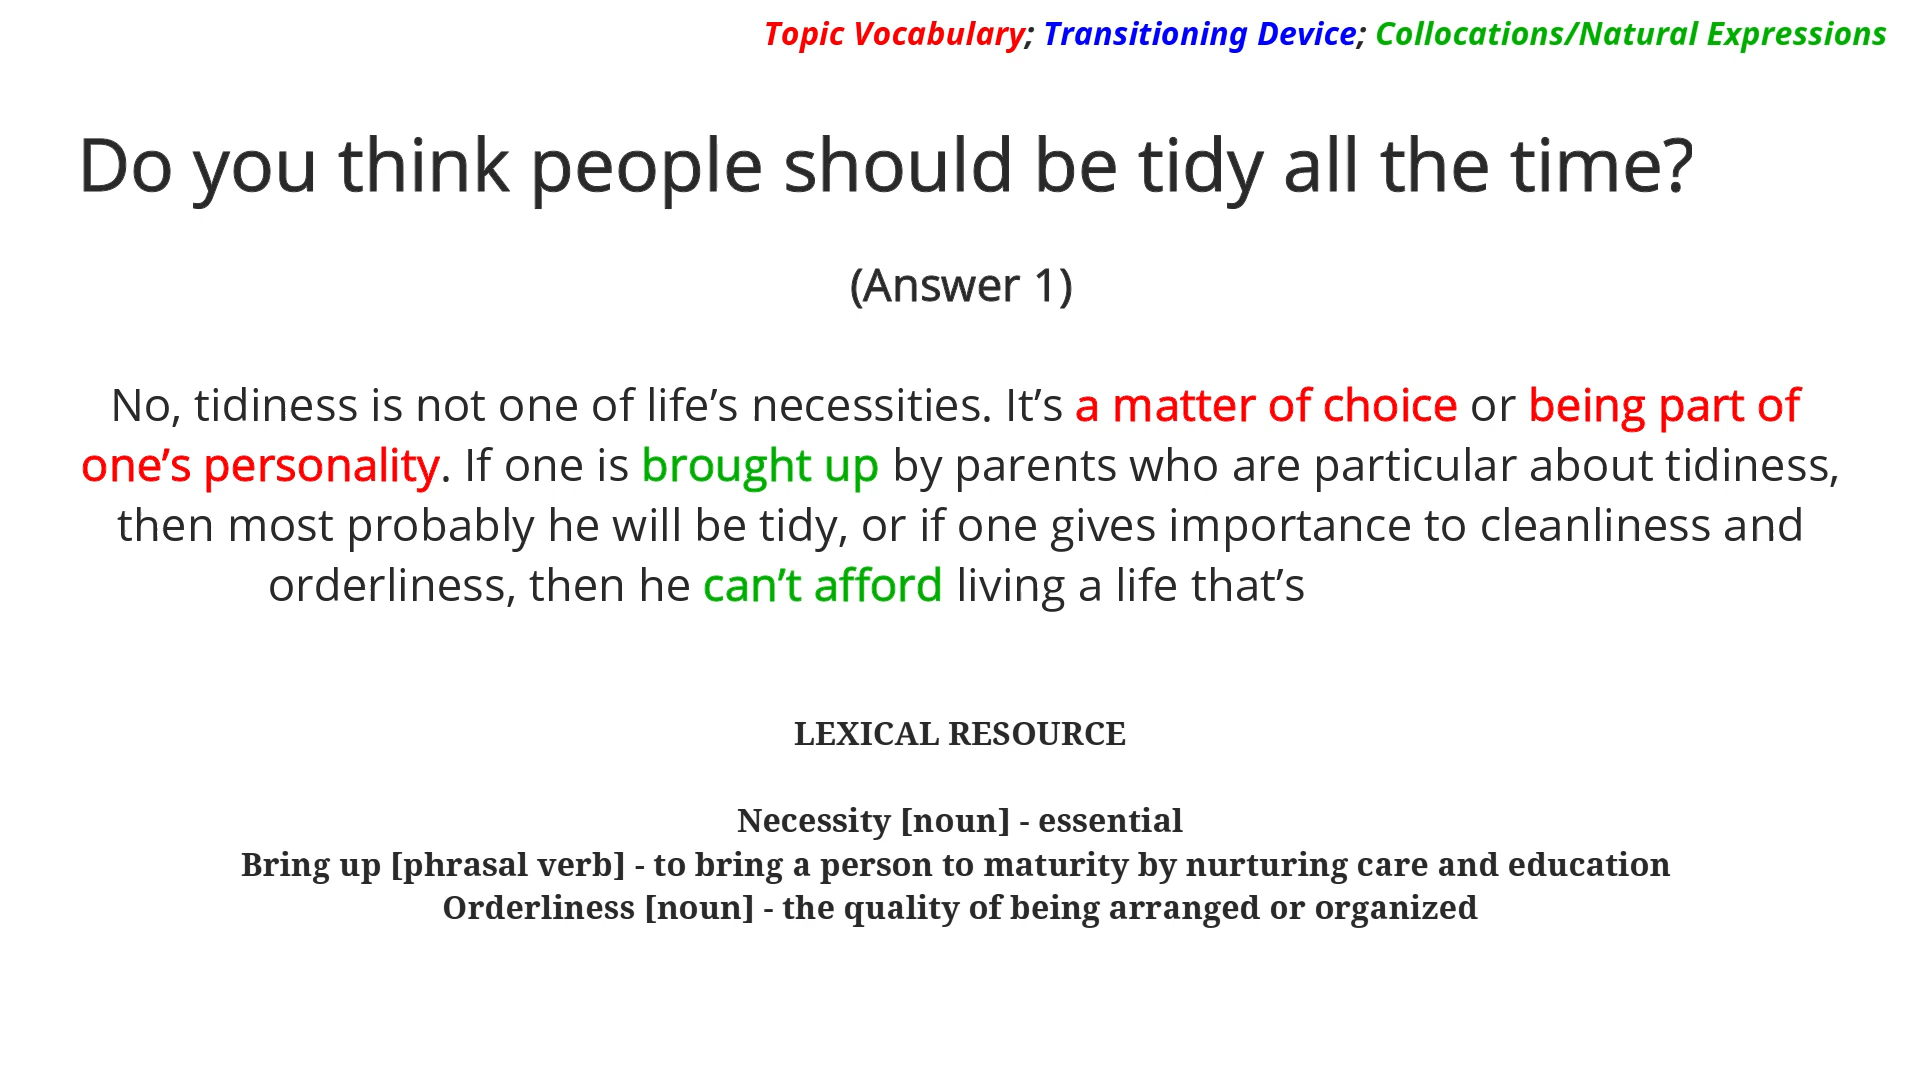 Topic Vocabulary; Transitioning Device; Collocations/Natural Expressions
Do you think people should be tidy all the time?
(Answer 1)
No, tidiness is not one of life’s necessities. It’s a matter of choice or being part of
one’s personality. If one is brought up by parents who are particular about tidiness,
then most probably he will be tidy, or if one gives importance to cleanliness and
orderliness, then he can’t afford living a life that’s
LEXICAL RESOURCE
Necessity [noun] - essential
Bring up [phrasal verb] - to bring a person to maturity by nurturing care and education
Orderliness [noun] - the quality of being arranged or organized